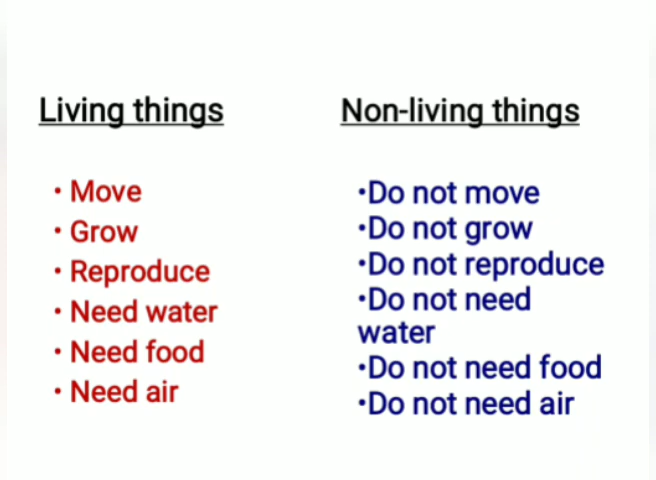 Living things
• Move
• Grow
• Reproduce
• Need water
• Need food
• Need air
Non-living things
•Do not move
•Do not grow
•Do not reproduce
•Do not need
water
•Do not need food
•Do not need air